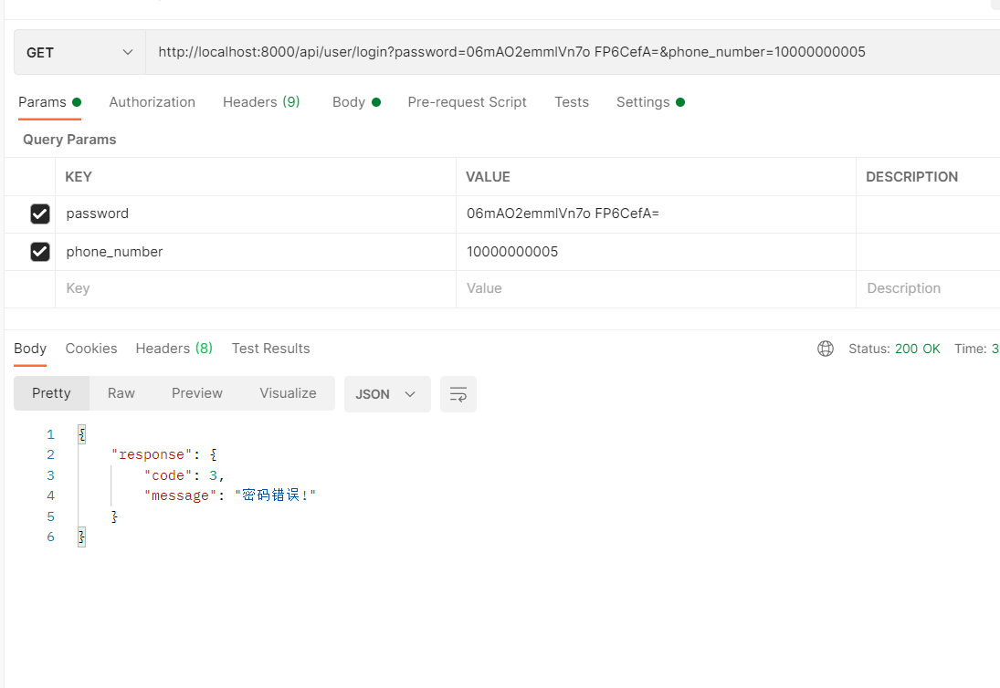 GET http://localhost:8000/api/user/login?password=06mAO2emmlVn7o FP6CefA=&phone_number=10000000005
Params Authorization Headers (9) Body Pre-request Script Tests Settings
Query Params
KEY VALUE DESCRIPTION
password 06mAO2emmlVn7o FP6CefA=
phone_number 10000000005
Key Value Description
Body Cookies Headers (8) Test Results Status: 200 OK Time: 3
Pretty Raw Preview Visualize JSON
1 {
2 "response": {
3 "code": 3,
4 "message": "密码错误!"
5 }
6 }